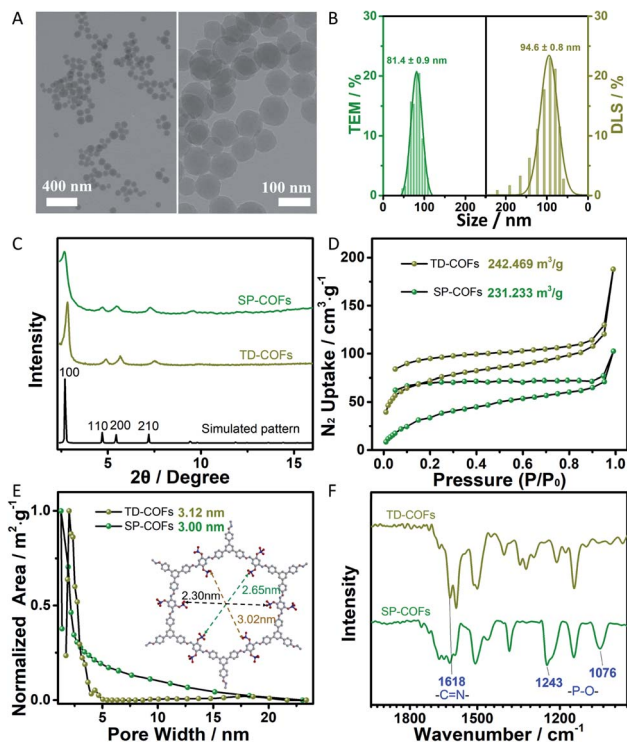 A
400 nm
100 nm
B
TEM / %
30
20
10
0
81.4 ± 0.9 nm
94.6 ± 0.8 nm
30
20
10
0
DLS / %
0 100 200 200 100 0
Size / nm
C
Intensity
SP-COFs
TD-COFs
100
110 200 210
Simulated pattern
5 10 15
2θ / Degree
D
N₂ Uptake / cm³·g⁻¹
200
150
100
50
0
TD-COFs 242.469 m³/g
SP-COFs 231.233 m³/g
0.0 0.2 0.4 0.6 0.8 1.0
Pressure (P/P₀)
E
Normalized Area / m²·g⁻¹
1.0
0.5
0.0
TD-COFs 3.12 nm
SP-COFs 3.00 nm
2.65nm
2.30nm
3.02nm
5 10 15 20
Pore Width / nm
F
Intensity
TD-COFs
SP-COFs
1618
-C=N-
1243
-P-O-
1076
1800 1500 1200
Wavenumber / cm⁻¹